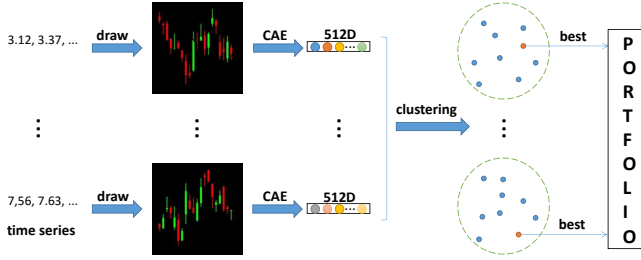 3.12, 3.37, ...
draw
CAE
512D
best
clustering
7,56, 7.63, ...
draw
CAE
512D
best
time series
PORTFOLIO